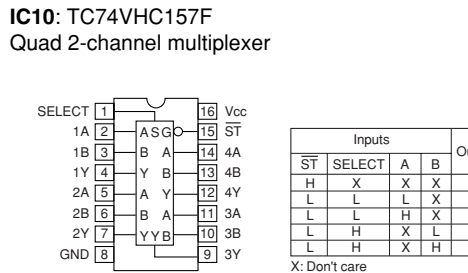 IC10: TC74VHC157F
Quad 2-channel multiplexer
SELECT 1 16 Vcc
1A 2 A S G 15 ST
1B 3 B A 14 4A
1Y 4 Y B 13 4B
2A 5 A Y 12 4Y
2B 6 B A 11 3A
2Y 7 Y Y B 10 3B
GND 8 9 3Y
Inputs
ST SELECT A B
H X X X
L L L X
L L H X
L H X L
L H X H
X: Don't care